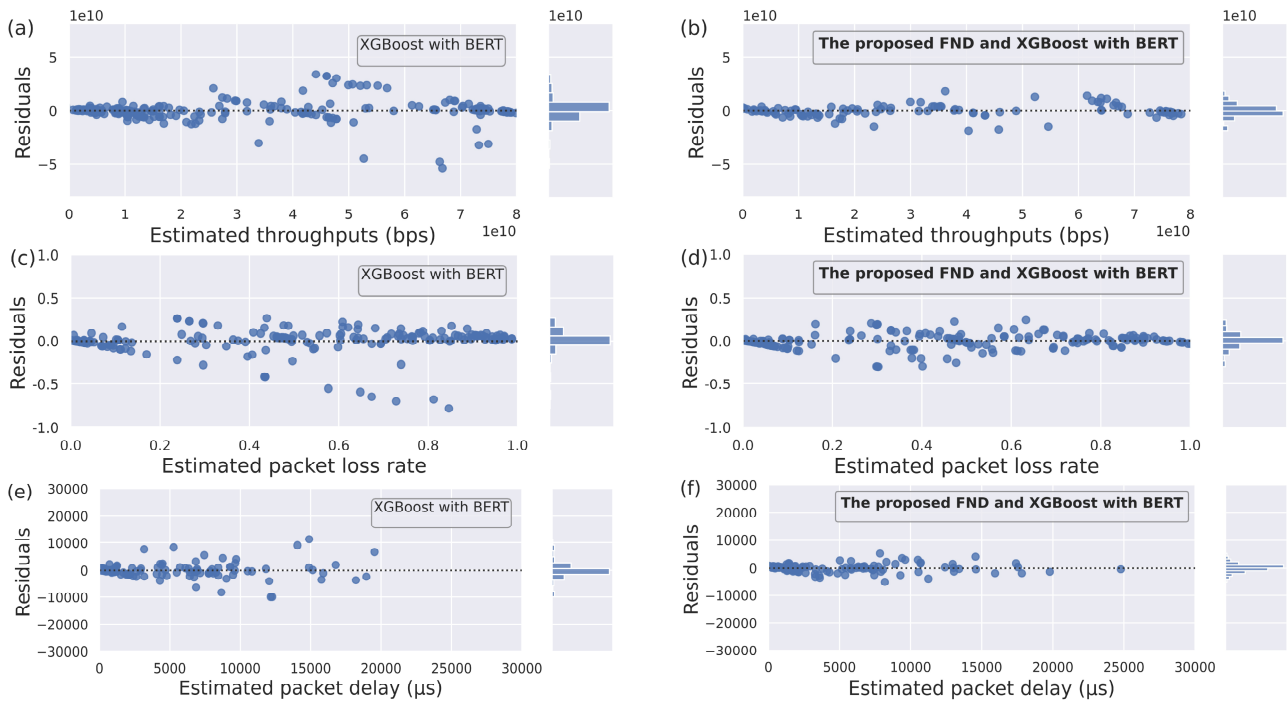 (a)
1e10
1e10
XGBoost with BERT
Residuals
5
0
−5
0 1 2 3 4 5 6 7 8
Estimated throughputs (bps)
1e10
(b)
1e10
1e10
The proposed FND and XGBoost with BERT
Residuals
5
0
−5
0 1 2 3 4 5 6 7 8
Estimated throughputs (bps)
1e10
(c)
XGBoost with BERT
Residuals
1.0
0.5
0.0
-0.5
-1.0
0.0 0.2 0.4 0.6 0.8 1.0
Estimated packet loss rate
(d)
The proposed FND and XGBoost with BERT
Residuals
1.0
0.5
0.0
-0.5
-1.0
0.0 0.2 0.4 0.6 0.8 1.0
Estimated packet loss rate
(e)
XGBoost with BERT
Residuals
30000
20000
10000
0
−10000
−20000
−30000
0 5000 10000 15000 20000 25000 30000
Estimated packet delay (μs)
(f)
The proposed FND and XGBoost with BERT
Residuals
30000
20000
10000
0
−10000
−20000
−30000
0 5000 10000 15000 20000 25000 30000
Estimated packet delay (μs)